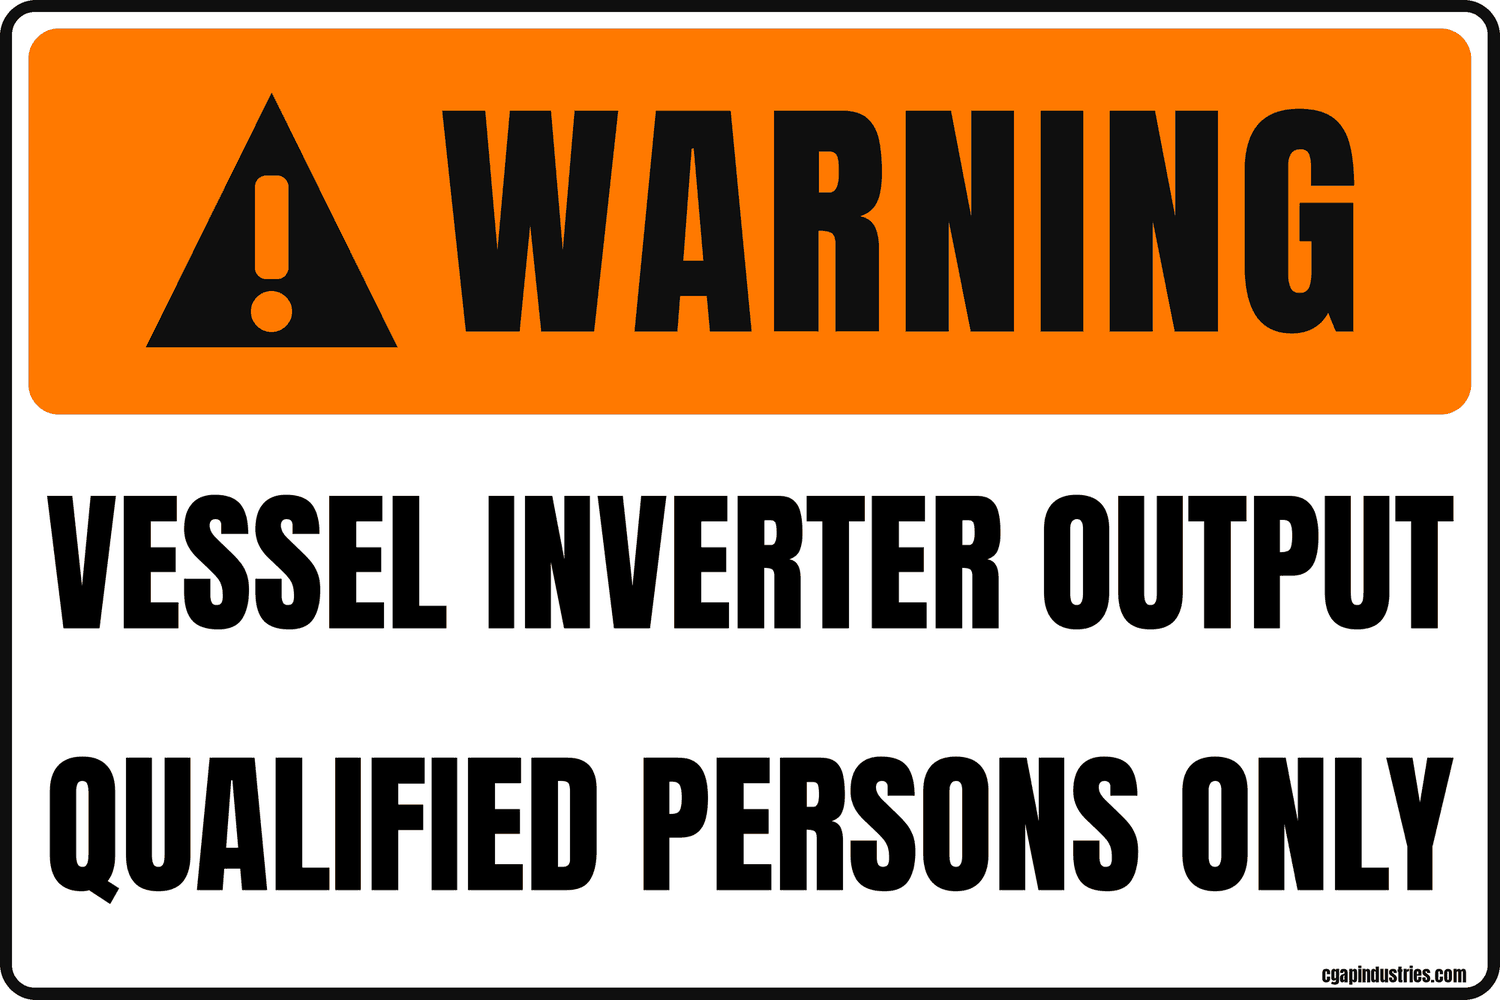 WARNING
VESSEL INVERTER OUTPUT
QUALIFIED PERSONS ONLY
cgapindustries.com